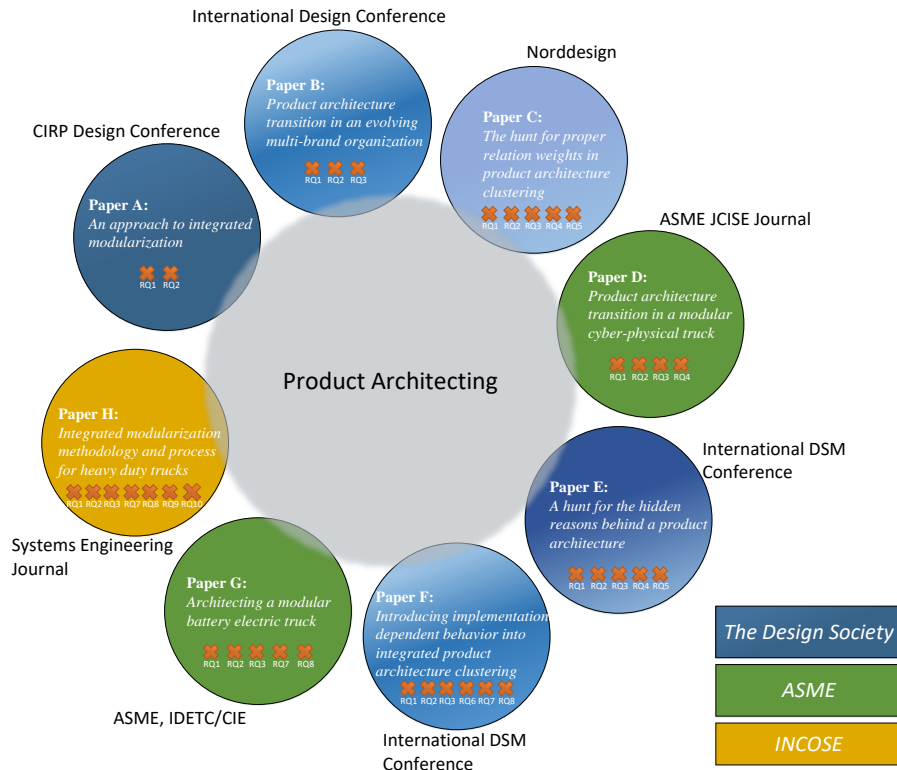 International Design Conference
Paper B:
Product architecture
transition in an evolving
multi-brand organization
RQ1 RQ2 RQ3
Norddesign
Paper C:
The hunt for proper
relation weights in
product architecture
clustering
RQ1 RQ2 RQ3 RQ4 RQ5
CIRP Design Conference
Paper A:
An approach to integrated
modularization
RQ1 RQ2
ASME JCISE Journal
Paper D:
Product architecture
transition in a modular
cyber-physical truck
RQ1 RQ2 RQ3 RQ4
Product Architecting
Paper H:
Integrated modularization
methodology and process
for heavy duty trucks
RQ1 RQ2 RQ3 RQ7 RQ8 RQ9 RQ10
Systems Engineering
Journal
International DSM
Conference
Paper E:
A hunt for the hidden
reasons behind a product
architecture
RQ1 RQ2 RQ3 RQ4 RQ5
Paper G:
Architecting a modular
battery electric truck
RQ1 RQ2 RQ3 RQ7 RQ8
ASME, IDETC/CIE
Paper F:
Introducing implementation
dependent behavior into
integrated product
architecture clustering
RQ1 RQ2 RQ3 RQ6 RQ7 RQ8
International DSM
Conference
The Design Society
ASME
INCOSE